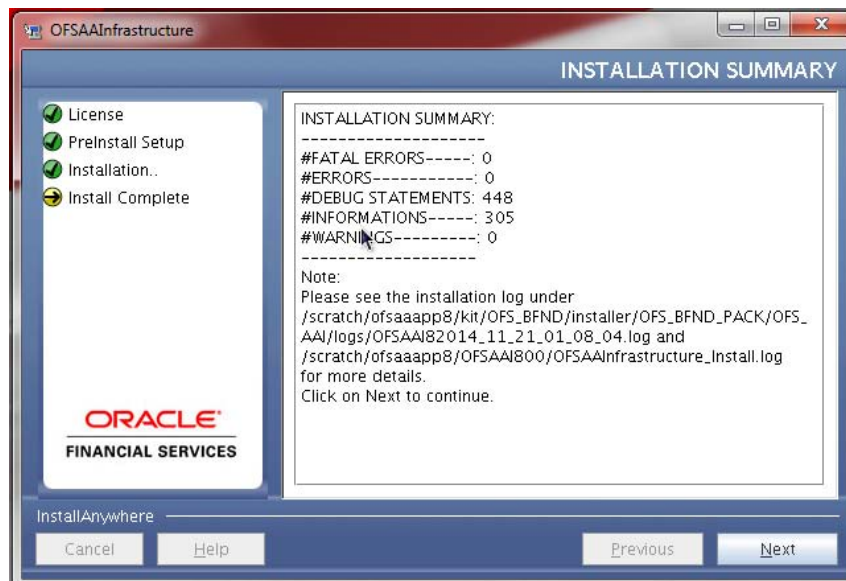 OFSAAInfrastructure
INSTALLATION SUMMARY
License
PreInstall Setup
Installation..
Install Complete
ORACLE
FINANCIAL SERVICES
INSTALLATION SUMMARY:
---------------------
#FATAL ERRORS-----: 0
#ERRORS-----------: 0
#DEBUG STATEMENTS: 448
#INFORMATIONS-----: 305
#WARNINGS---------: 0
--------------------
Note:
Please see the installation log under
/scratch/ofsaaapp8/kit/OFS_BFND/installer/OFS_BFND_PACK/OFS_
AAI/logs/OFSAAI82014_11_21_01_08_04.log and
/scratch/ofsaaapp8/OFSAAI800/OFSAAInfrastructure_Install.log
for more details.
Click on Next to continue.
InstallAnywhere
Cancel
Help
Previous
Next